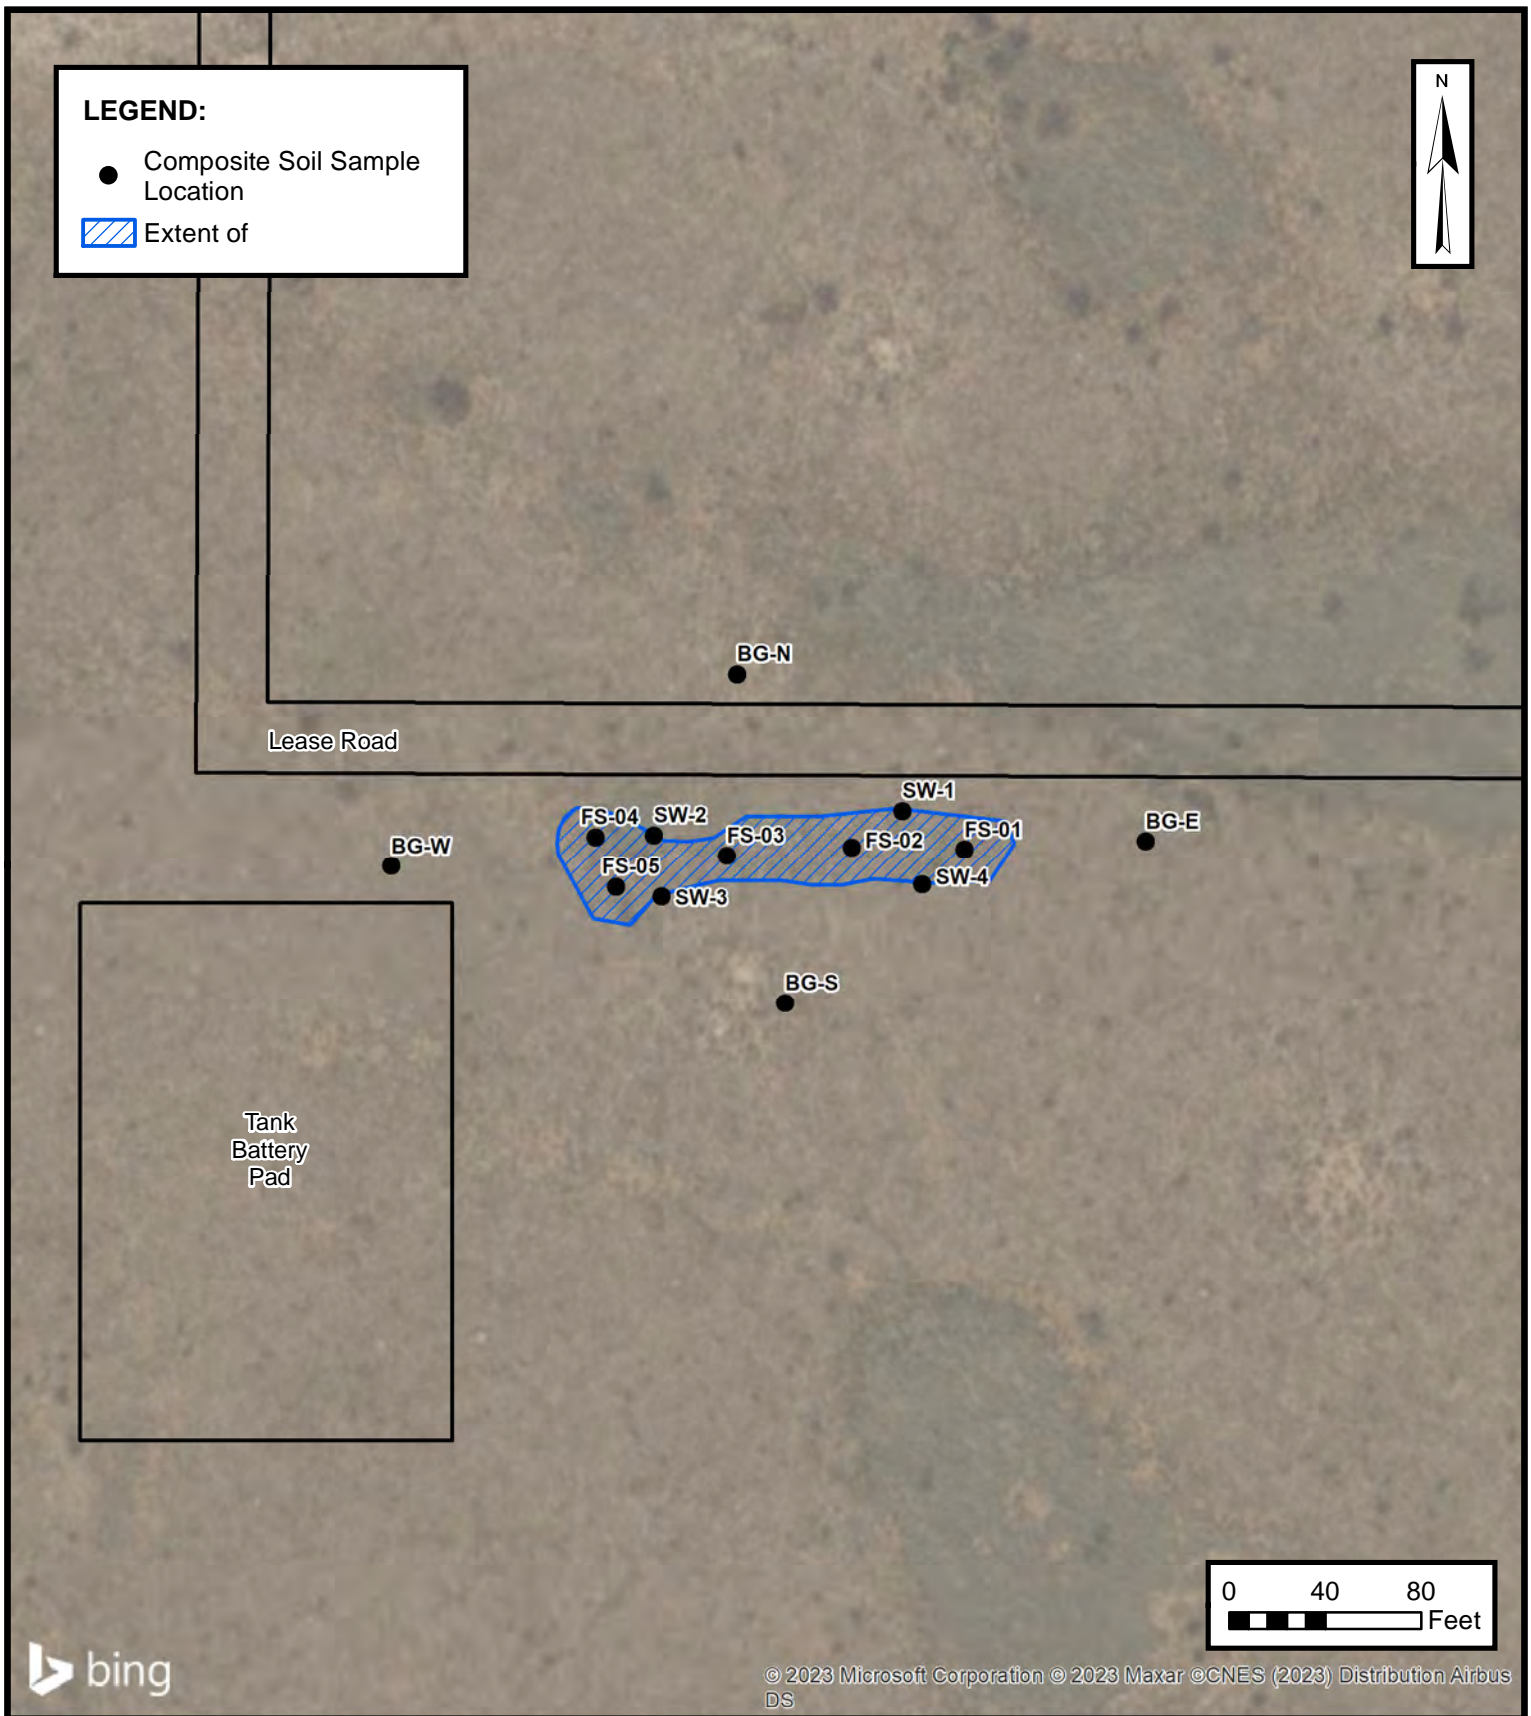 LEGEND:
Composite Soil Sample
Location
Extent of
N
BG-N
Lease Road
SW-1
FS-04
SW-2
FS-03
FS-02
FS-01
BG-E
BG-W
FS-05
SW-3
SW-4
BG-S
Tank
Battery
Pad
0 40 80
Feet
bing
© 2023 Microsoft Corporation © 2023 Maxar ©CNES (2023) Distribution Airbus
DS